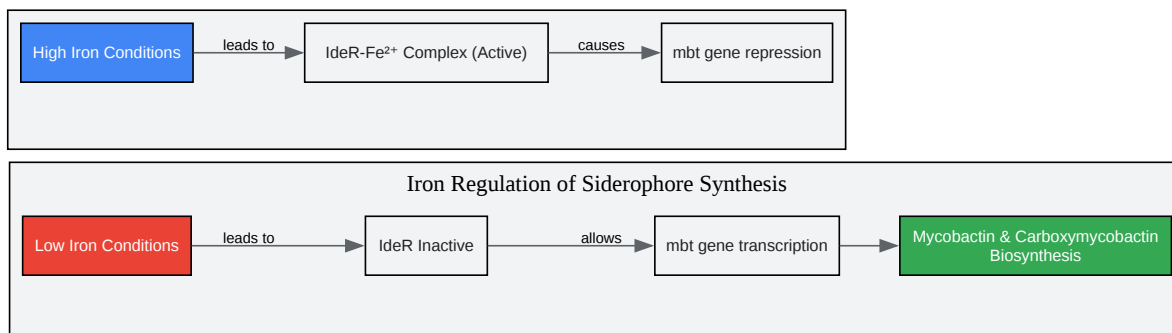 High Iron Conditions
leads to
IdeR-Fe²⁺ Complex (Active)
causes
mbt gene repression
Iron Regulation of Siderophore Synthesis
Low Iron Conditions
leads to
IdeR Inactive
allows
mbt gene transcription
Mycobactin & Carboxymycobactin
Biosynthesis